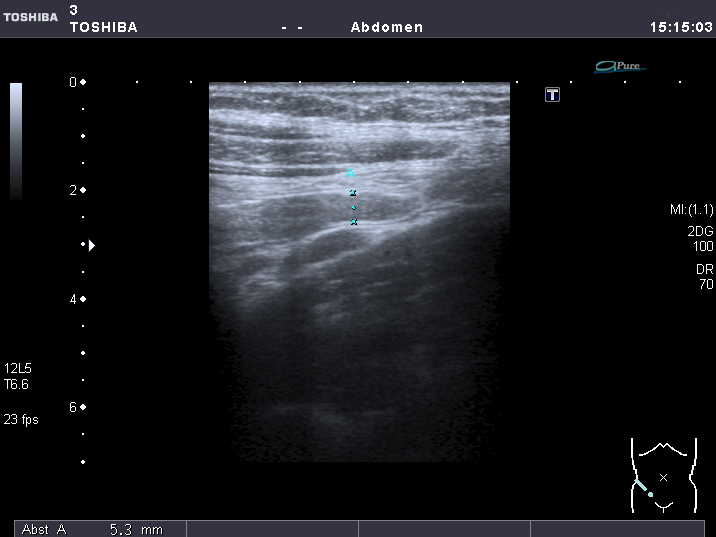 TOSHIBA
3
TOSHIBA
- - Abdomen
15:15:03
aPure
T
0
2
4
6
A
MI:(1.1)
2DG
100
DR
70
12L5
T6.6
23 fps
Abst A 5.3 mm